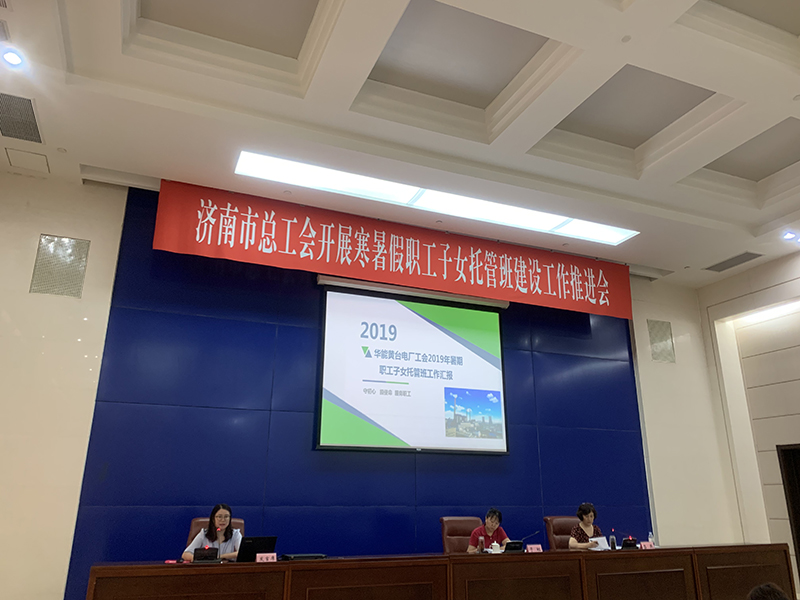 济南市总工会开展寒暑假职工子女托管班建设工作推进会
2019
华能黄台电厂工会2019年暑期
职工子女托管班工作汇报